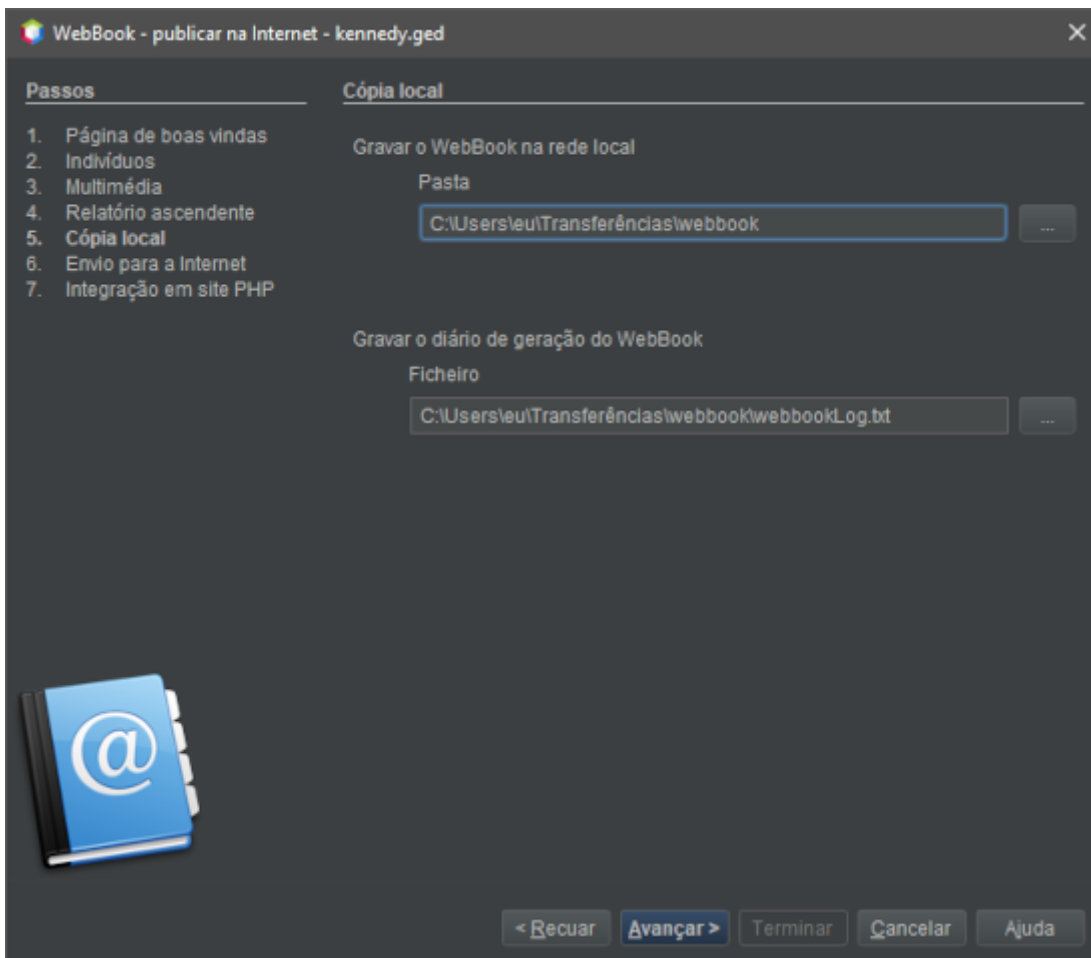 WebBook - publicar na Internet - kennedy.ged
Passos
1. Página de boas vindas
2. Indivíduos
3. Multimédia
4. Relatório ascendente
5. Cópia local
6. Envio para a Internet
7. Integração em site PHP
Cópia local
Gravar o WebBook na rede local
Pasta
C:\Users\eu\Transferências\webbook
...
Gravar o diário de geração do WebBook
Ficheiro
C:\Users\eu\Transferências\webbook\webbookLog.txt
...
@
< Recuar Avançar > Terminar Cancelar Ajuda